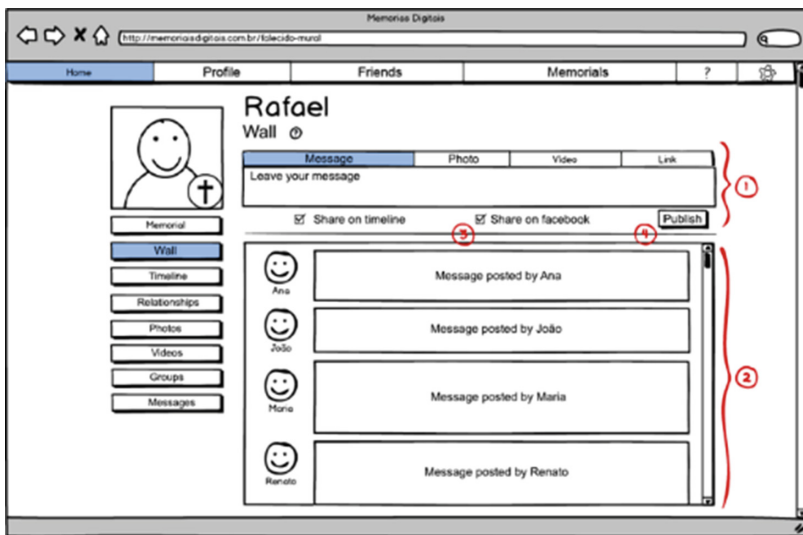 Memorias Digitais
http://memoriasdigitais.com.br/falecido-mural
Home Profile Friends Memorials ?
Rafael
Wall ?
Message Photo Video Link
Leave your message
1
Share on timeline Share on facebook Publish
3 4
Memorial
Wall
Timeline
Relationships
Photos
Videos
Groups
Messages
Ana
Message posted by Ana
João
Message posted by João
2
Maria
Message posted by Maria
Renato
Message posted by Renato